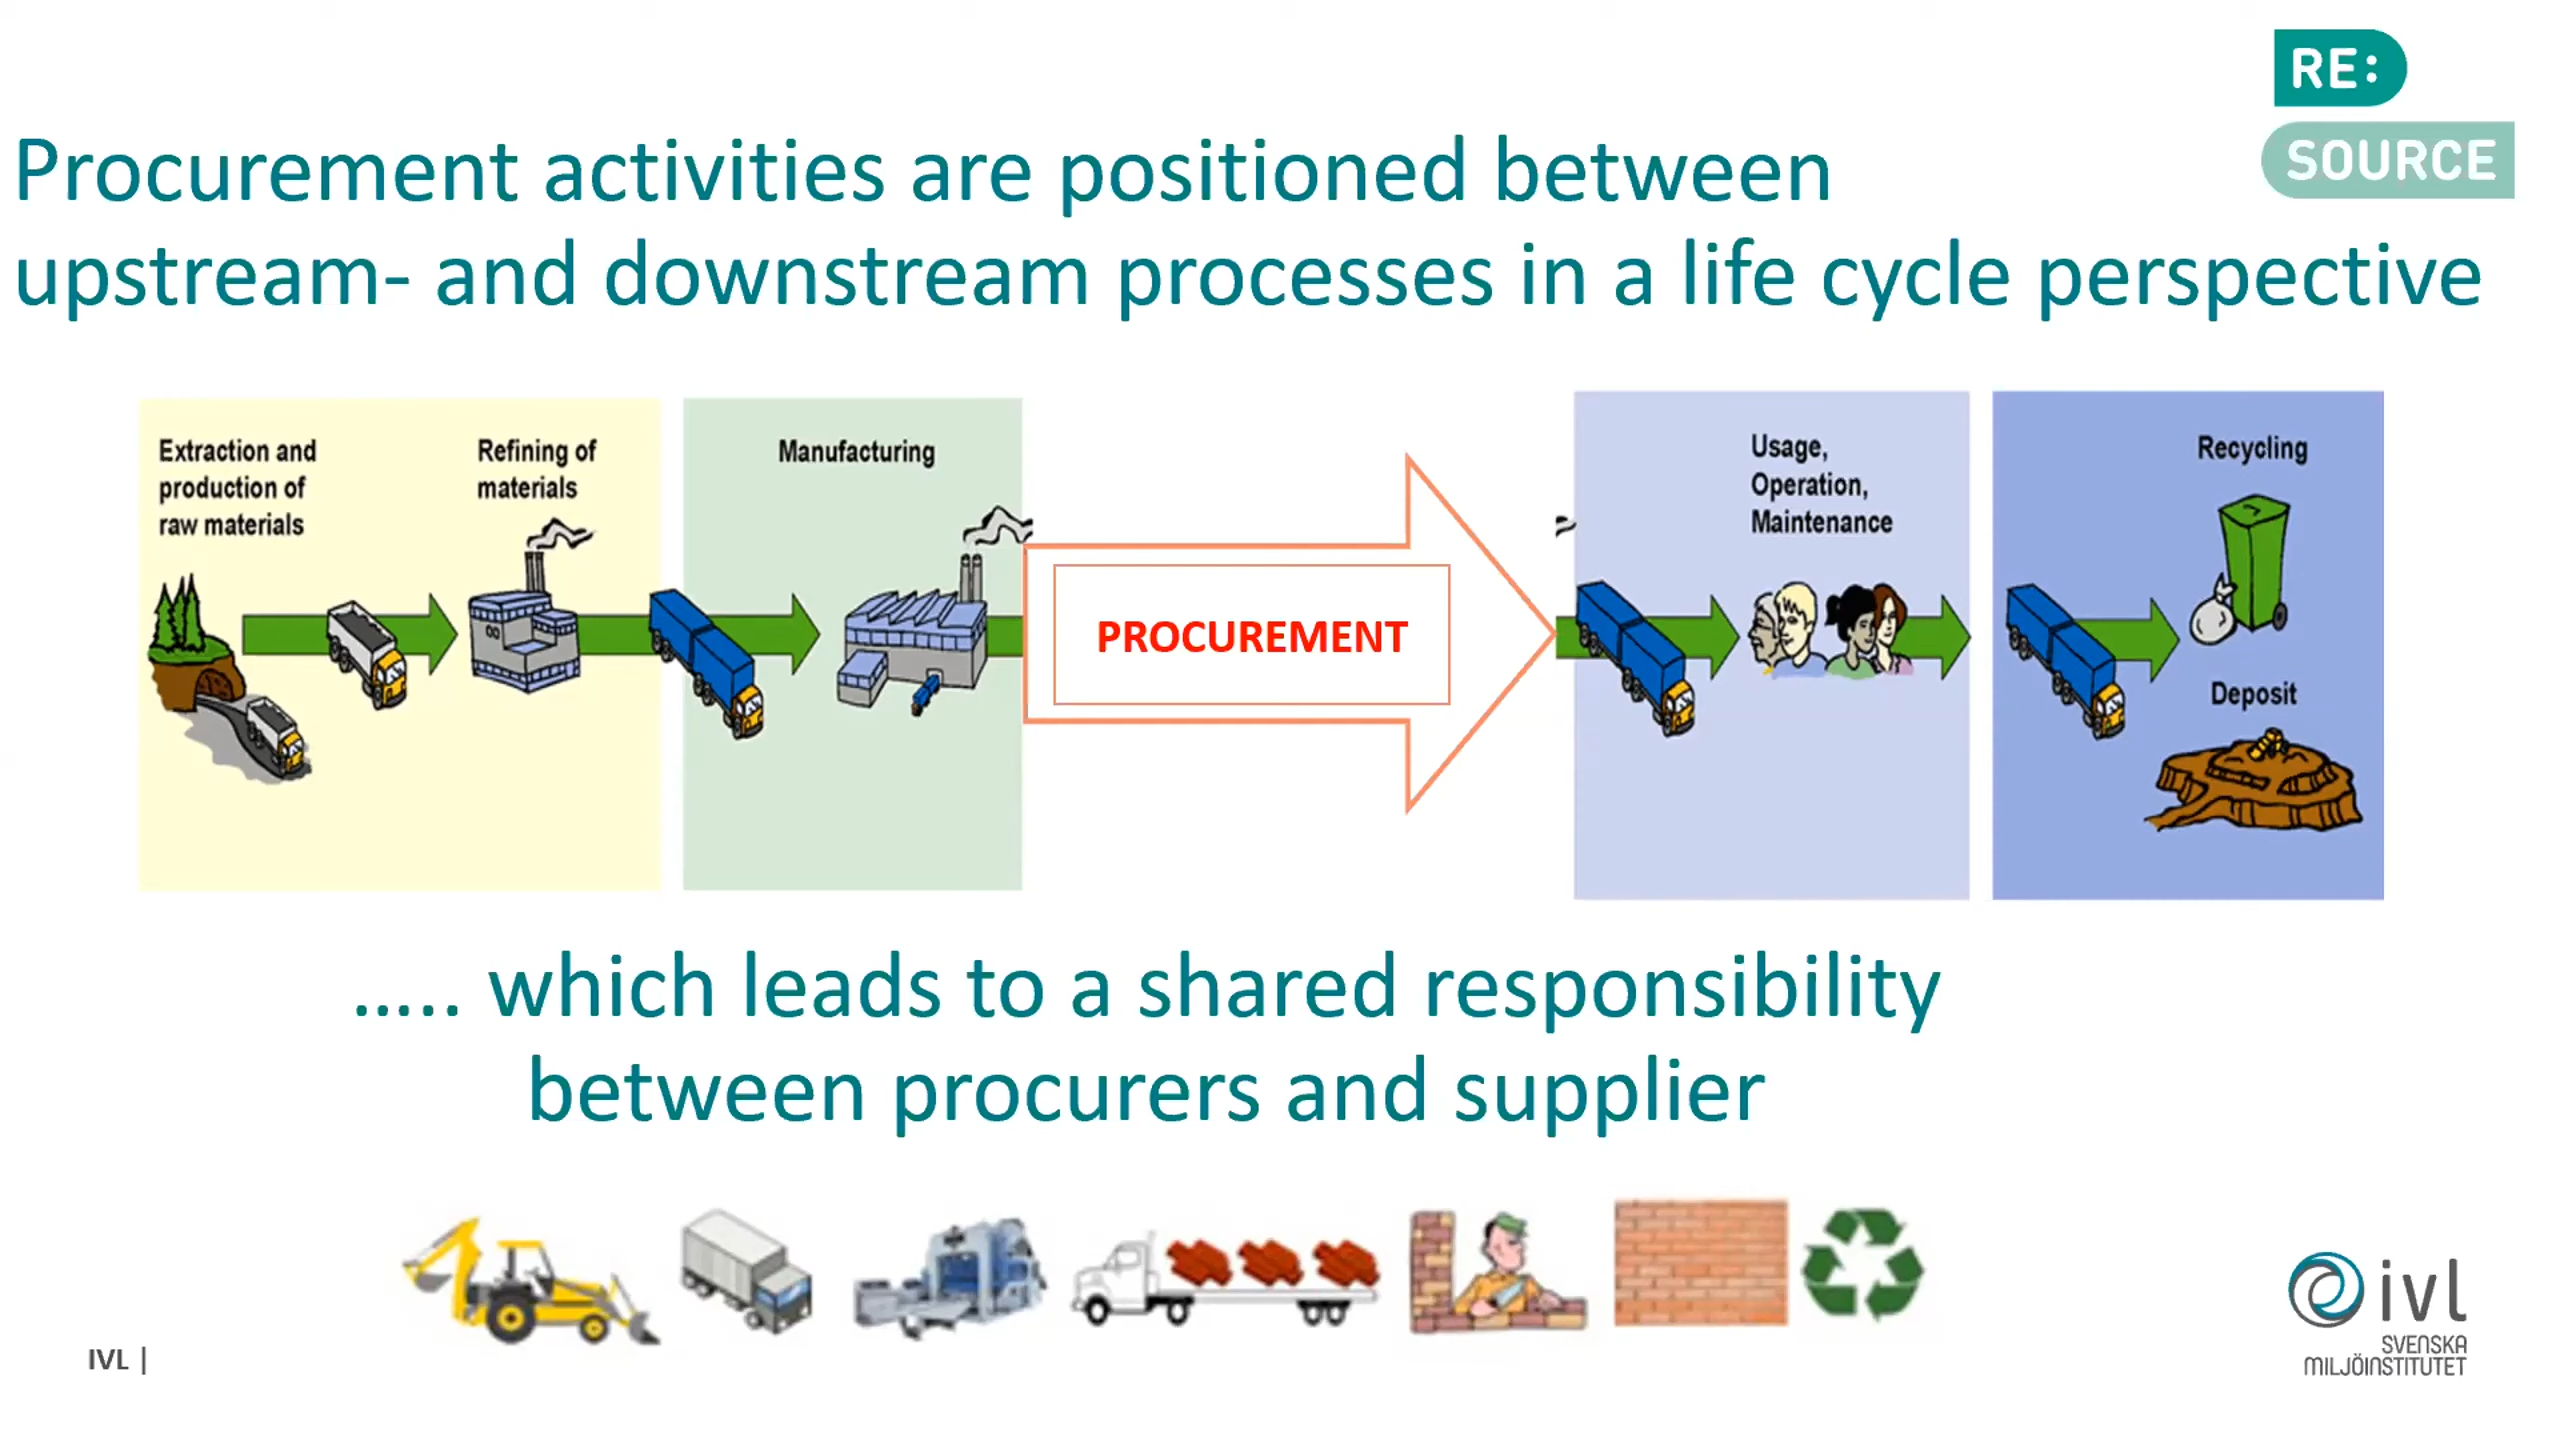 RE:
SOURCE
Procurement activities are positioned between
upstream- and downstream processes in a life cycle perspective
Extraction and
production of
raw materials
Refining of
materials
Manufacturing
PROCUREMENT
Usage,
Operation,
Maintenance
Recycling
Deposit
..... which leads to a shared responsibility
between procurers and supplier
IVL |
ivl
SVENSKA
MILJÖINSTITUTET